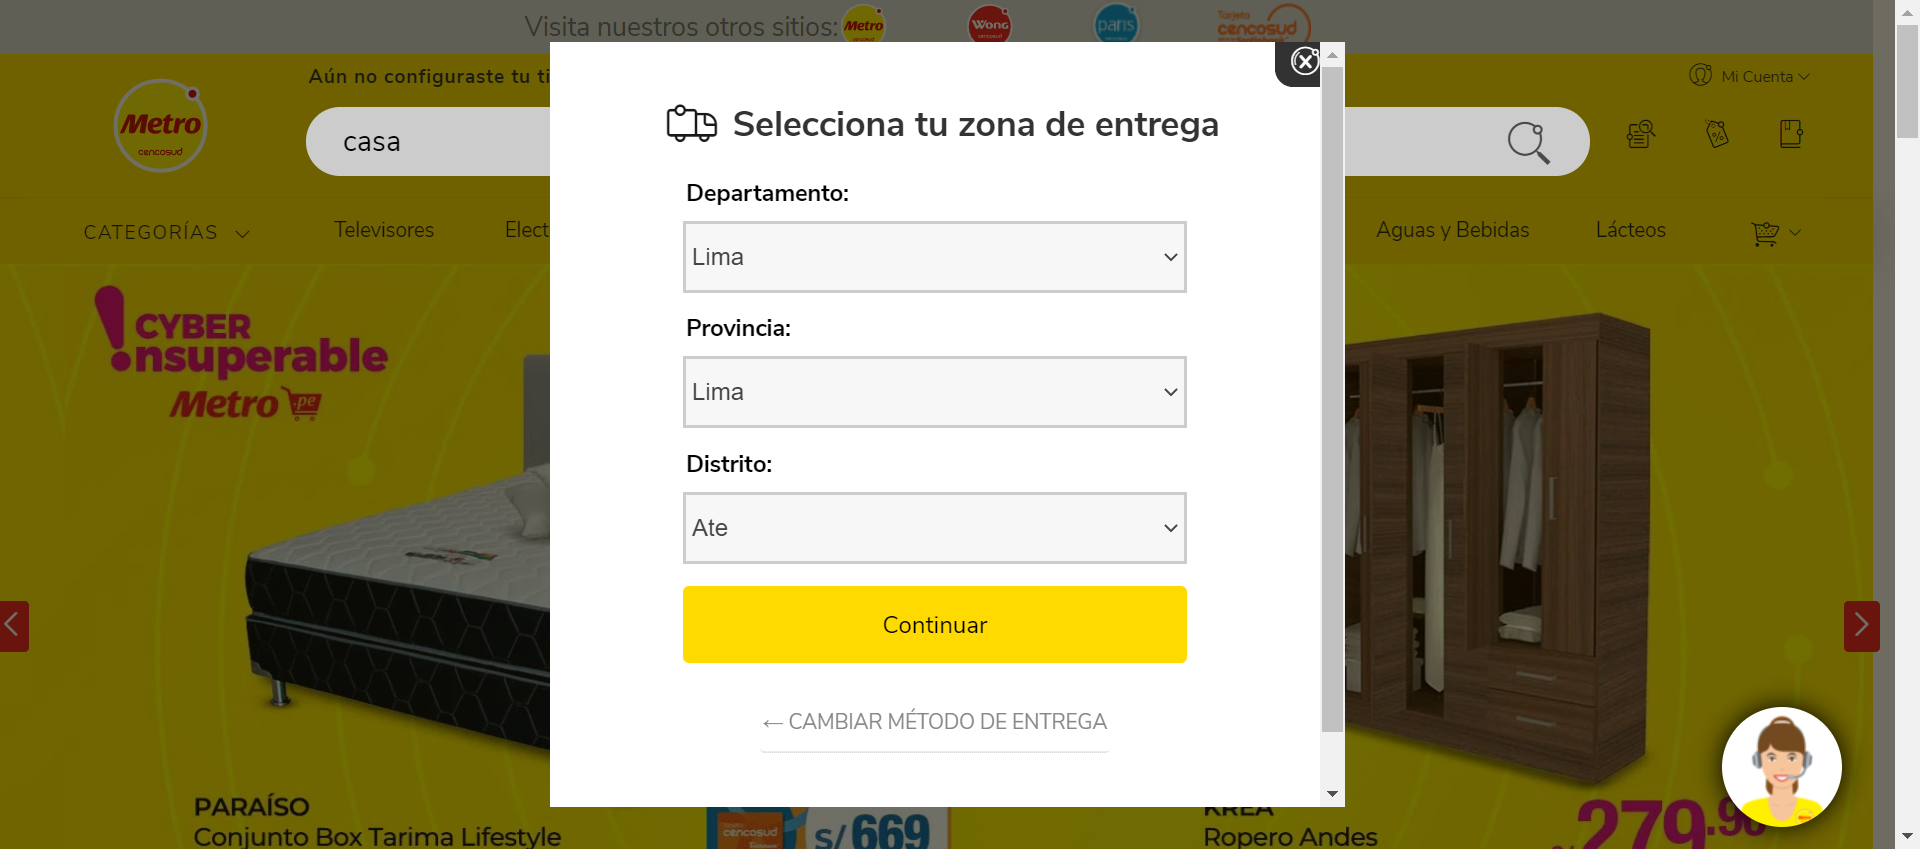 Visita nuestros otros sitios:
Metro
cencosud
Wong
cencosud
paris
Tarjeta
cencosud
Aún no configuraste tu ti
Mi Cuenta
Metro
cencosud
casa
CATEGORÍAS
Televisores
Elect
Aguas y Bebidas
Lácteos
Selecciona tu zona de entrega
Departamento:
Lima
Provincia:
Lima
Distrito:
Ate
Continuar
← CAMBIAR MÉTODO DE ENTREGA
CYBER
!nsuperable
Metro .pe
PARAÍSO
Conjunto Box Tarima Lifestyle
cencosud
S/ 669
KREA
Ropero Andes
S/ 279.90